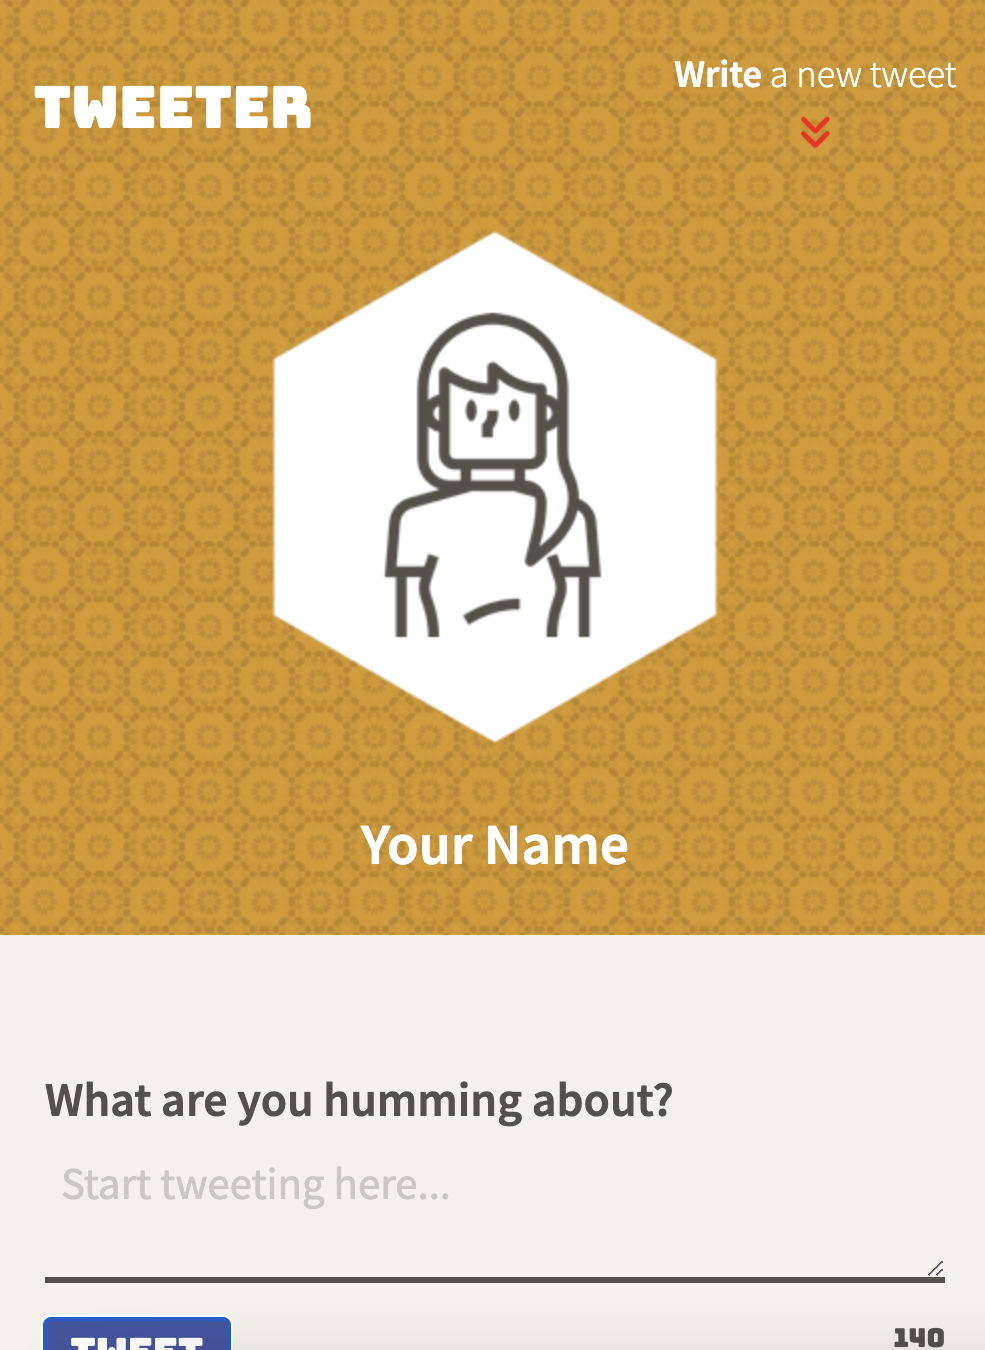 TWEETER
Write a new tweet
Your Name
What are you humming about?
Start tweeting here...
TWEET
140